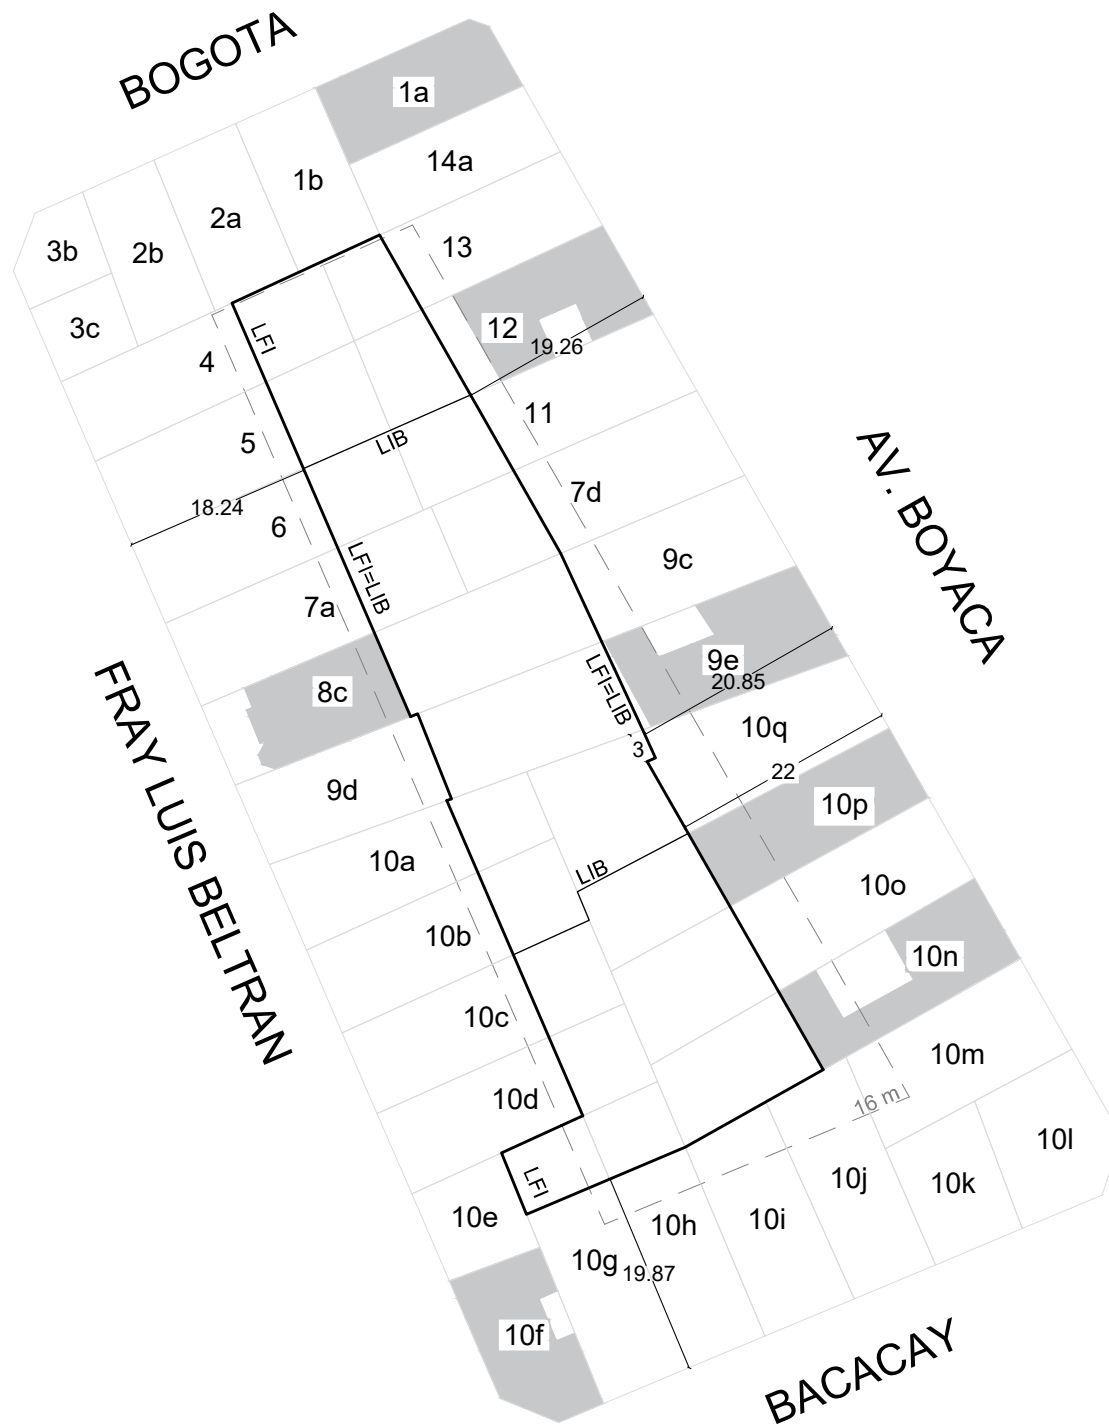 BOGOTA
1a
14a
1b
2a
2b
3b
13
3c
12
LFI
19.26
4
11
5
LIB
7d
18.24
6
9c
AV. BOYACA
LFI=LIB
7a
9e
20.85
8c
LFI=LIB
10q
3
22
9d
10p
FRAY LUIS BELTRAN
10a
LIB
10o
10b
10n
10c
10m
10d
16 m
10l
10j
LFI
10k
10e
10h
10i
10g
19.87
10f
BACACAY